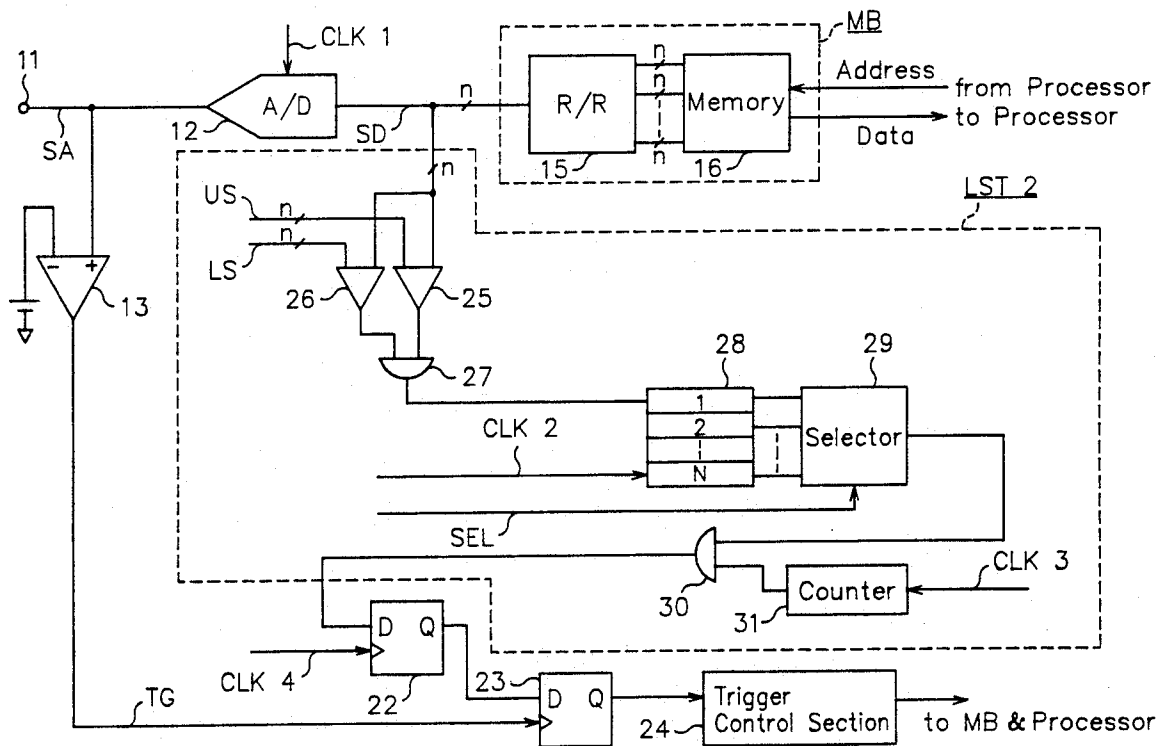 MB
CLK 1
11
n
n
n
n
A/D
R/R
Memory
Address
from Processor
to Processor
Data
12
SA
SD
15
16
n
US
n
n
LS
LST 2
- +
13
26
25
27
28
29
1
2
N
Selector
CLK 2
SEL
30
Counter
31
CLK 3
D Q
CLK 4
22
23
D Q
TG
Trigger
Control Section
24
to MB & Processor